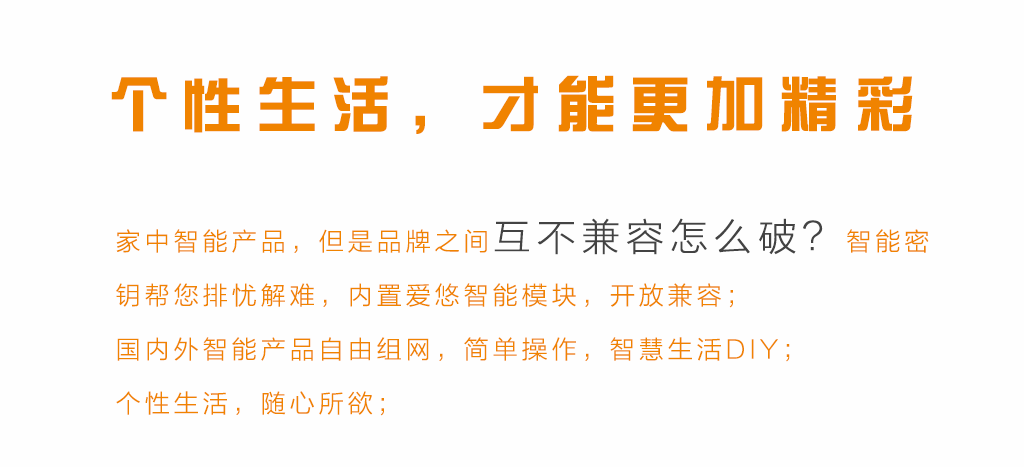 个性生活，才能更加精彩
家中智能产品，但是品牌之间互不兼容怎么破？智能密
钥帮您排忧解难，内置爱悠智能模块，开放兼容；
国内外智能产品自由组网，简单操作，智慧生活DIY；
个性生活，随心所欲；